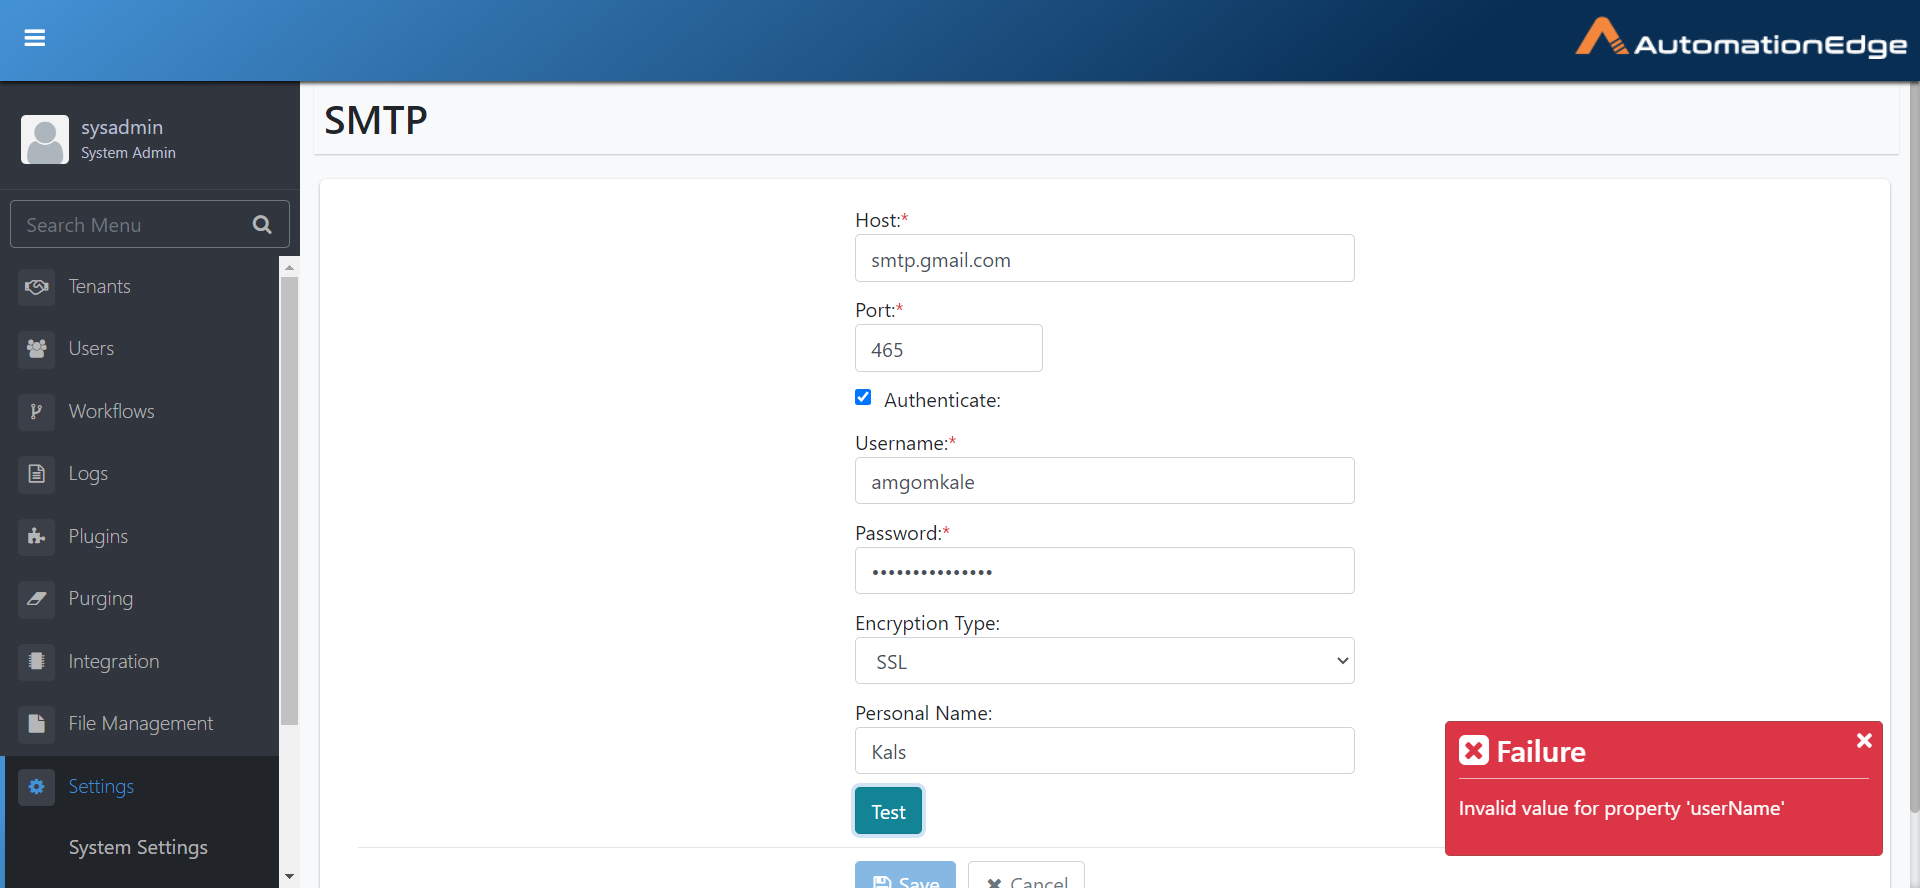 AutomationEdge
sysadmin
System Admin
Search Menu
Tenants
Users
Workflows
Logs
Plugins
Purging
Integration
File Management
Settings
System Settings
SMTP
Host:*
smtp.gmail.com
Port:*
465
Authenticate:
Username:*
amgomkale
Password:*
•••••••••••••••
Encryption Type:
SSL
Personal Name:
Kals
Test
Save
Cancel
Failure
Invalid value for property 'userName'